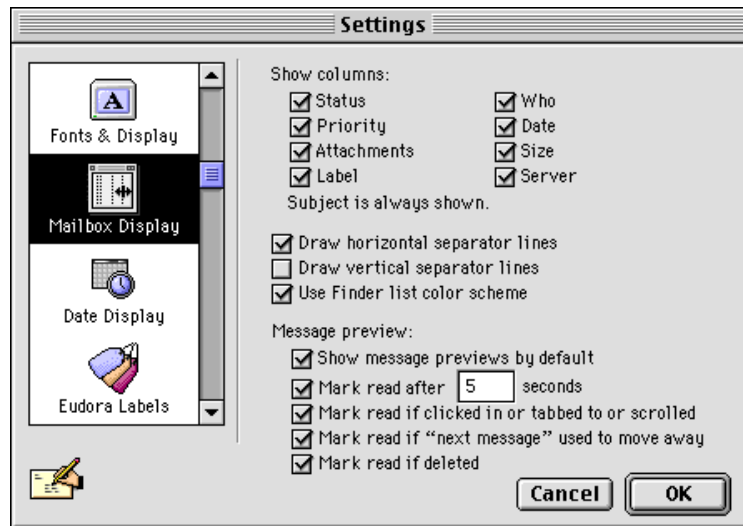 Settings
Fonts & Display
Mailbox Display
Date Display
Eudora Labels
Show columns:
Status
Who
Priority
Date
Attachments
Size
Label
Server
Subject is always shown.
Draw horizontal separator lines
Draw vertical separator lines
Use Finder list color scheme
Message preview:
Show message previews by default
Mark read after 5 seconds
Mark read if clicked in or tabbed to or scrolled
Mark read if “next message” used to move away
Mark read if deleted
Cancel
OK